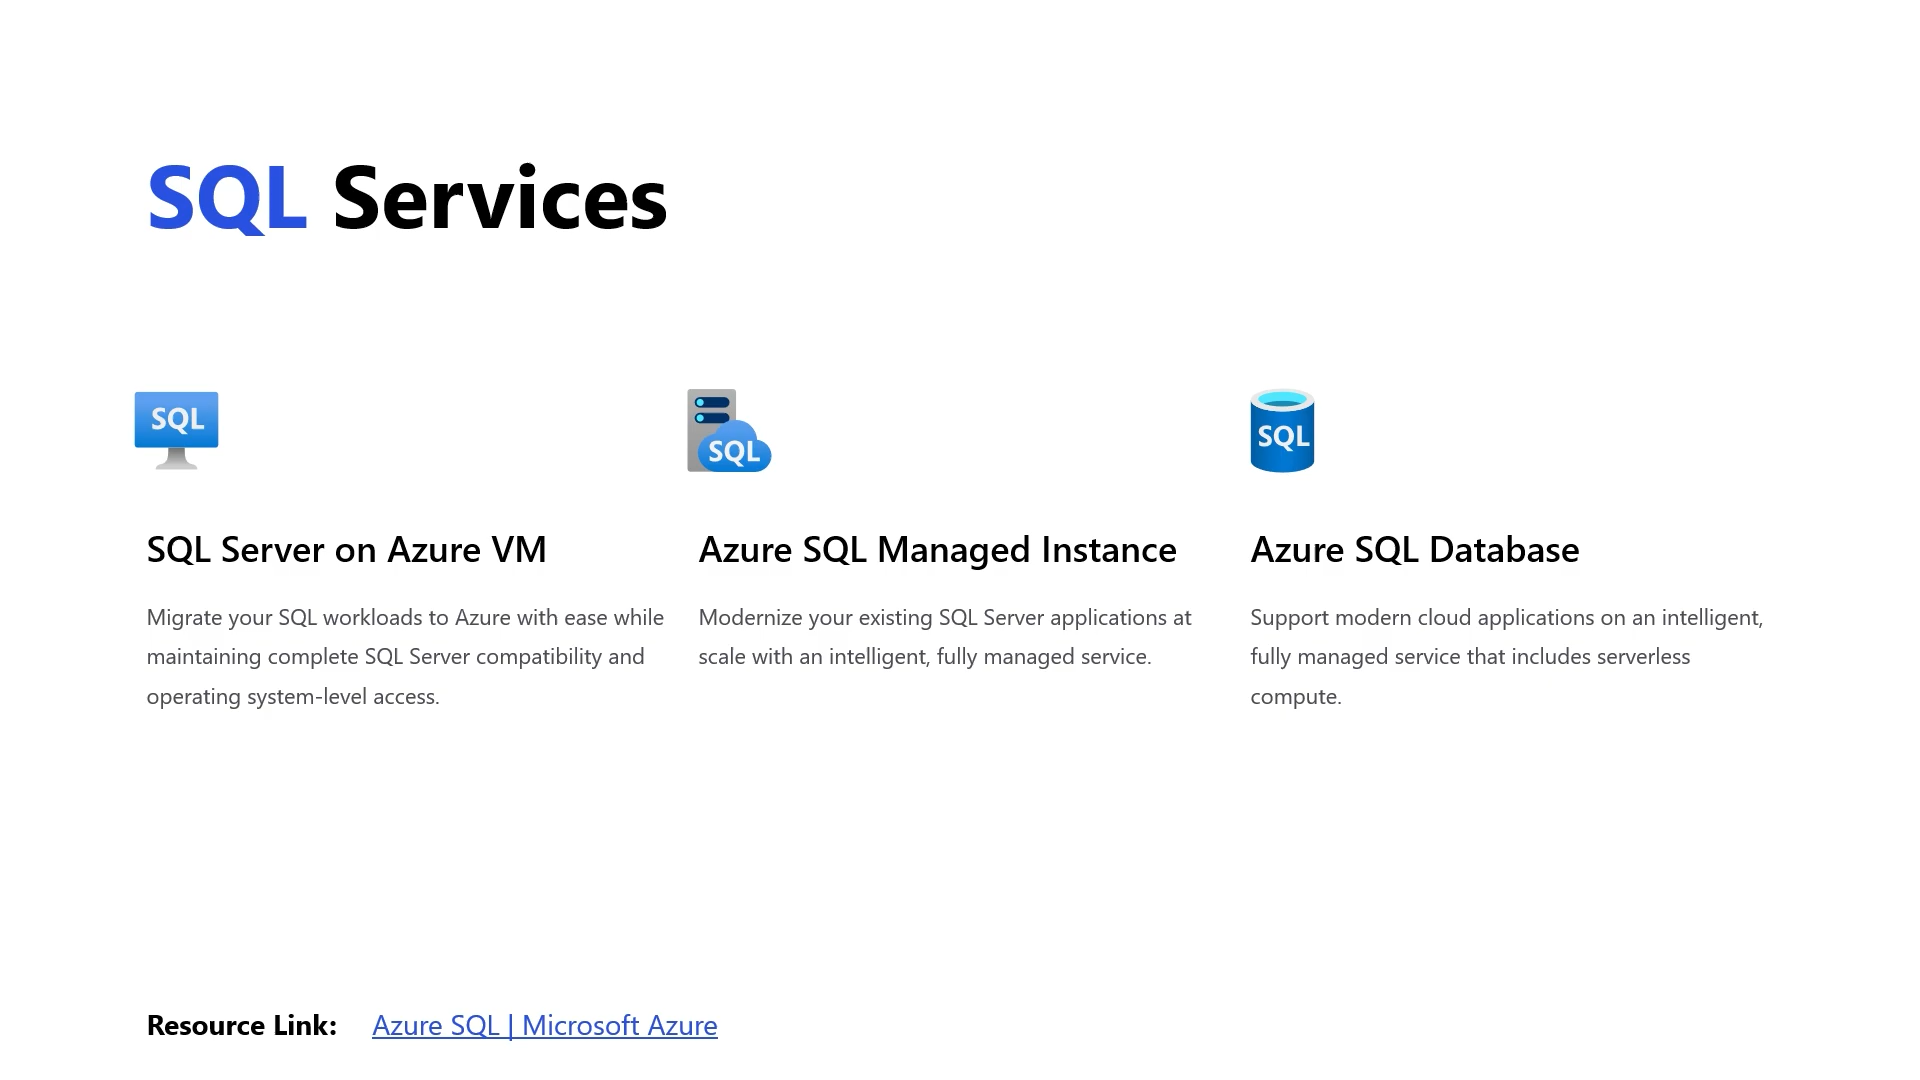 SQL Services
SQL
SQL
SQL
SQL Server on Azure VM
Migrate your SQL workloads to Azure with ease while
maintaining complete SQL Server compatibility and
operating system-level access.
Azure SQL Managed Instance
Modernize your existing SQL Server applications at
scale with an intelligent, fully managed service.
Azure SQL Database
Support modern cloud applications on an intelligent,
fully managed service that includes serverless
compute.
Resource Link: Azure SQL | Microsoft Azure